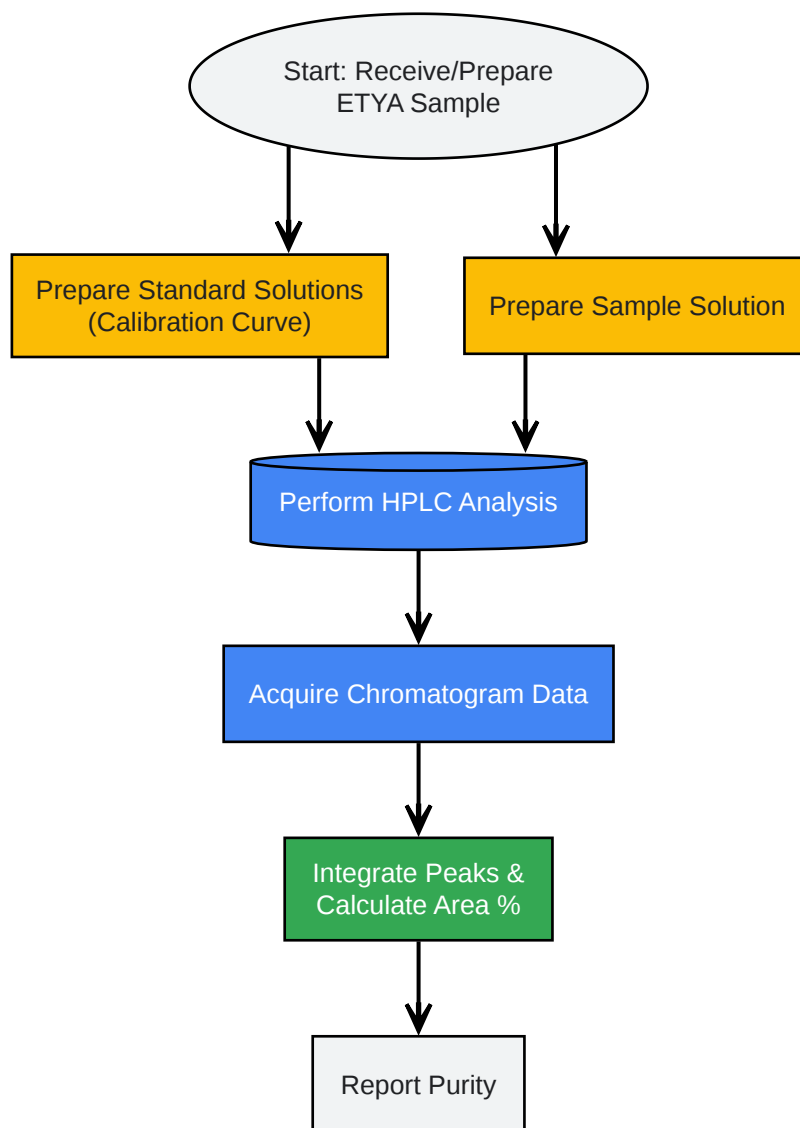 Start: Receive/Prepare
ETYA Sample
Prepare Standard Solutions
(Calibration Curve)
Prepare Sample Solution
Perform HPLC Analysis
Acquire Chromatogram Data
Integrate Peaks &
Calculate Area %
Report Purity